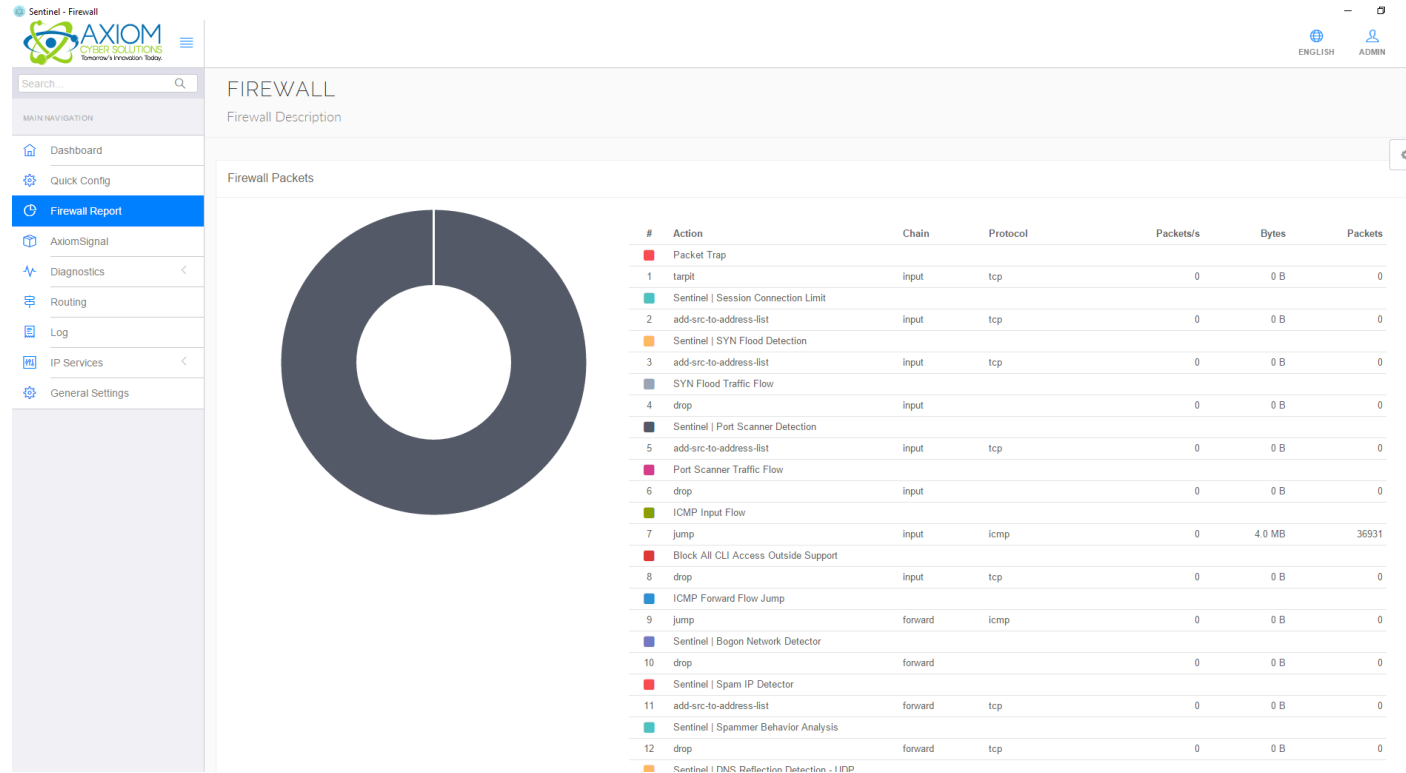 Sentinel - Firewall
AXIOM
CYBER SOLUTIONS
Tomorrow's Innovation Today.
ENGLISH
ADMIN
Search...
MAIN NAVIGATION
Dashboard
Quick Config
Firewall Report
AxiomSignal
Diagnostics
Routing
Log
IP Services
General Settings
FIREWALL
Firewall Description
Firewall Packets
# Action Chain Protocol Packets/s Bytes Packets
Packet Trap
1 tarpit input tcp 0 0 B 0
Sentinel | Session Connection Limit
2 add-src-to-address-list input tcp 0 0 B 0
Sentinel | SYN Flood Detection
3 add-src-to-address-list input tcp 0 0 B 0
SYN Flood Traffic Flow
4 drop input 0 0 B 0
Sentinel | Port Scanner Detection
5 add-src-to-address-list input tcp 0 0 B 0
Port Scanner Traffic Flow
6 drop input 0 0 B 0
ICMP Input Flow
7 jump input icmp 0 4.0 MB 36931
Block All CLI Access Outside Support
8 drop input tcp 0 0 B 0
ICMP Forward Flow Jump
9 jump forward icmp 0 0 B 0
Sentinel | Bogon Network Detector
10 drop forward 0 0 B 0
Sentinel | Spam IP Detector
11 add-src-to-address-list forward tcp 0 0 B 0
Sentinel | Spammer Behavior Analysis
12 drop forward tcp 0 0 B 0
Sentinel | DNS Reflection Detection - UDP